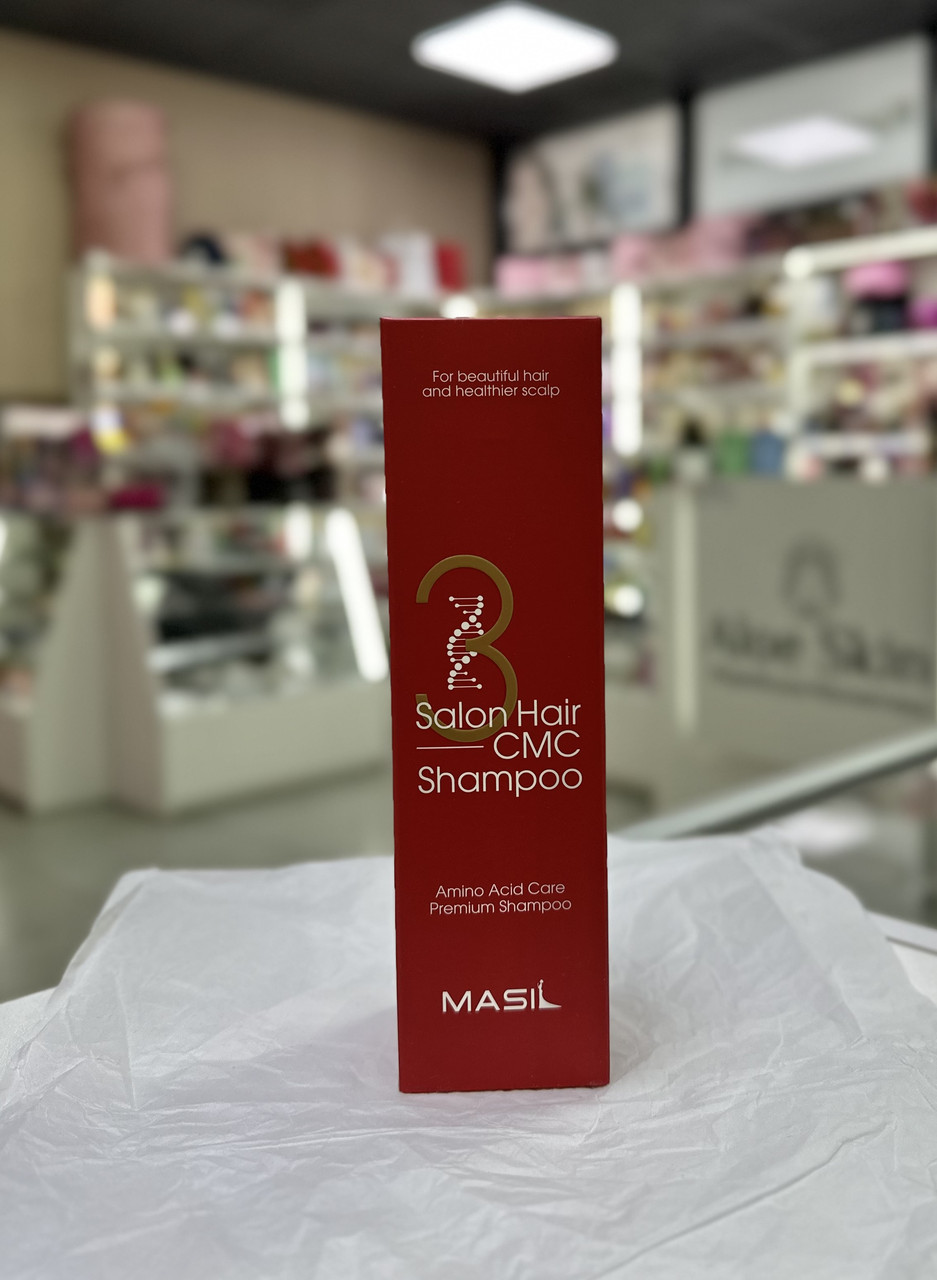 For beautiful hair
and healthier scalp
3
Salon Hair
CMC
Shampoo
Amino Acid Care
Premium Shampoo
MASIL